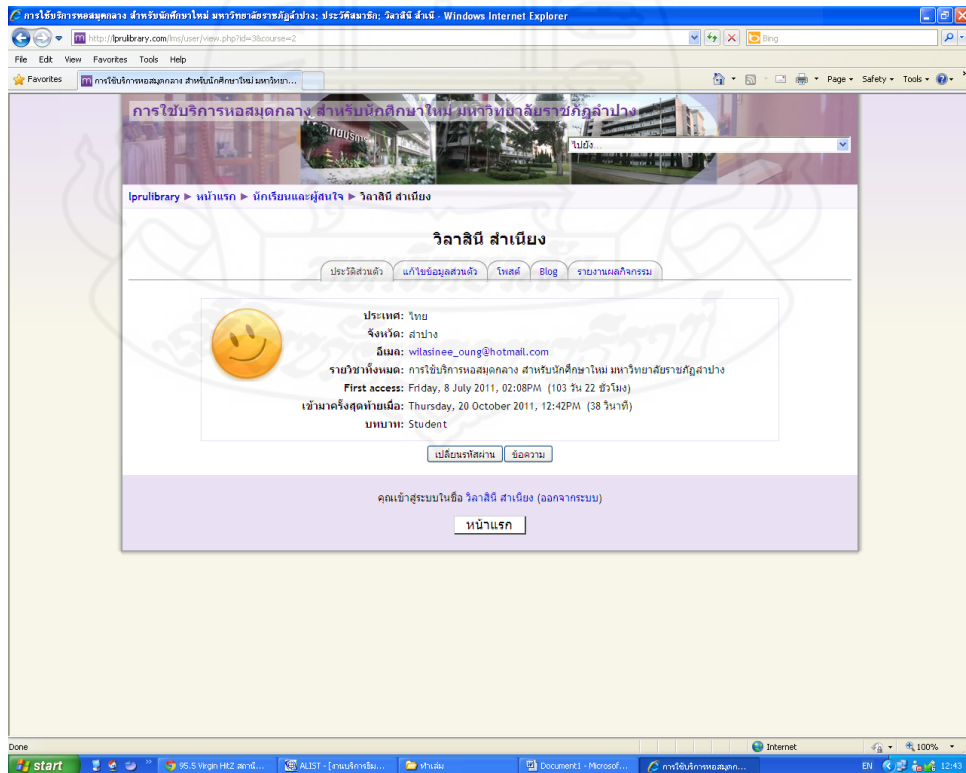 การใช้บริการหอสมุดกลาง สำหรับนักศึกษาใหม่ มหาวิทยาลัยราชภัฏลำปาง: ประวัติสมาชิก: วิลาสินี สำเนี - Windows Internet Explorer
http://lprulibrary.com/lms/user/view.php?id=3&course=2
Bing
File Edit View Favorites Tools Help
Favorites
การใช้บริการหอสมุดกลาง สำหรับนักศึกษาใหม่ มหาวิทยา...
Page Safety Tools
การใช้บริการหอสมุดกลาง สำหรับนักศึกษาใหม่ มหาวิทยาลัยราชภัฏลำปาง
ไปยัง...
lprulibrary ► หน้าแรก ► นักเรียนและผู้สนใจ ► วิลาสินี สำเนียง
วิลาสินี สำเนียง
ประวัติส่วนตัว แก้ไขข้อมูลส่วนตัว โพสต์ Blog รายงานผลกิจกรรม
ประเทศ: ไทย
จังหวัด: ลำปาง
อีเมล: wilasinee_oung@hotmail.com
รายวิชาทั้งหมด: การใช้บริการหอสมุดกลาง สำหรับนักศึกษาใหม่ มหาวิทยาลัยราชภัฏลำปาง
First access: Friday, 8 July 2011, 02:08PM (103 วัน 22 ชั่วโมง)
เข้ามาครั้งสุดท้ายเมื่อ: Thursday, 20 October 2011, 12:42PM (38 วินาที)
บทบาท: Student
เปลี่ยนรหัสผ่าน ข้อความ
คุณเข้าสู่ระบบในชื่อ วิลาสินี สำเนียง (ออกจากระบบ)
หน้าแรก
Done
Internet
100%
start
95.5 Virgin HitZ สถานี...
ALIST - [งานบริการยืม...
ทำเล่ม
Document1 - Microsof...
การใช้บริการหอสมุดก...
EN
12:43